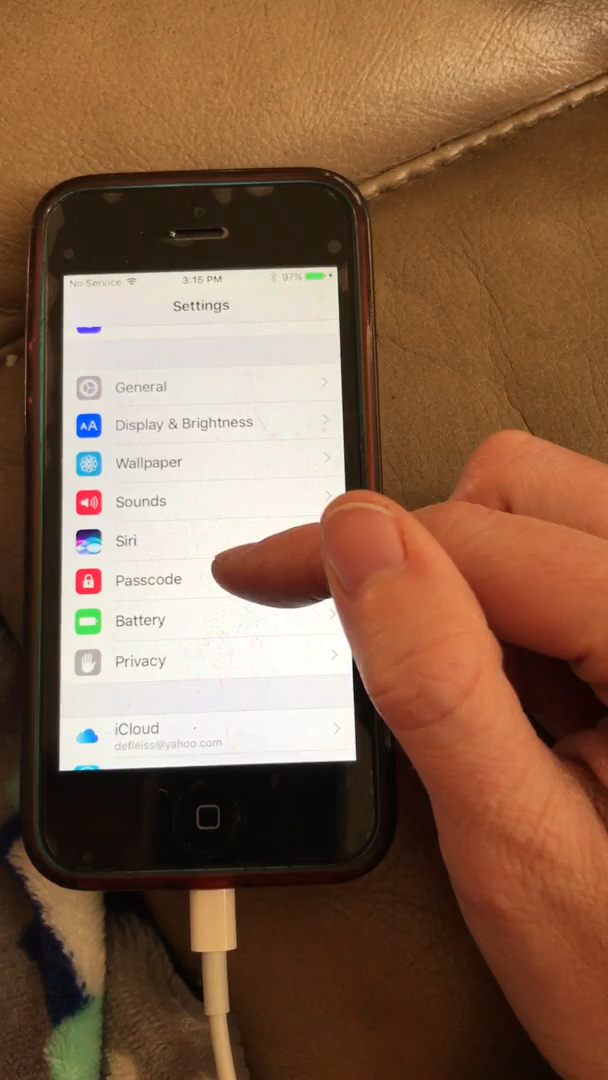 No Service 3:15 PM 97%
Settings
General
AA Display & Brightness
Wallpaper
Sounds
Siri
Passcode
Battery
Privacy
iCloud
defleiss@yahoo.com